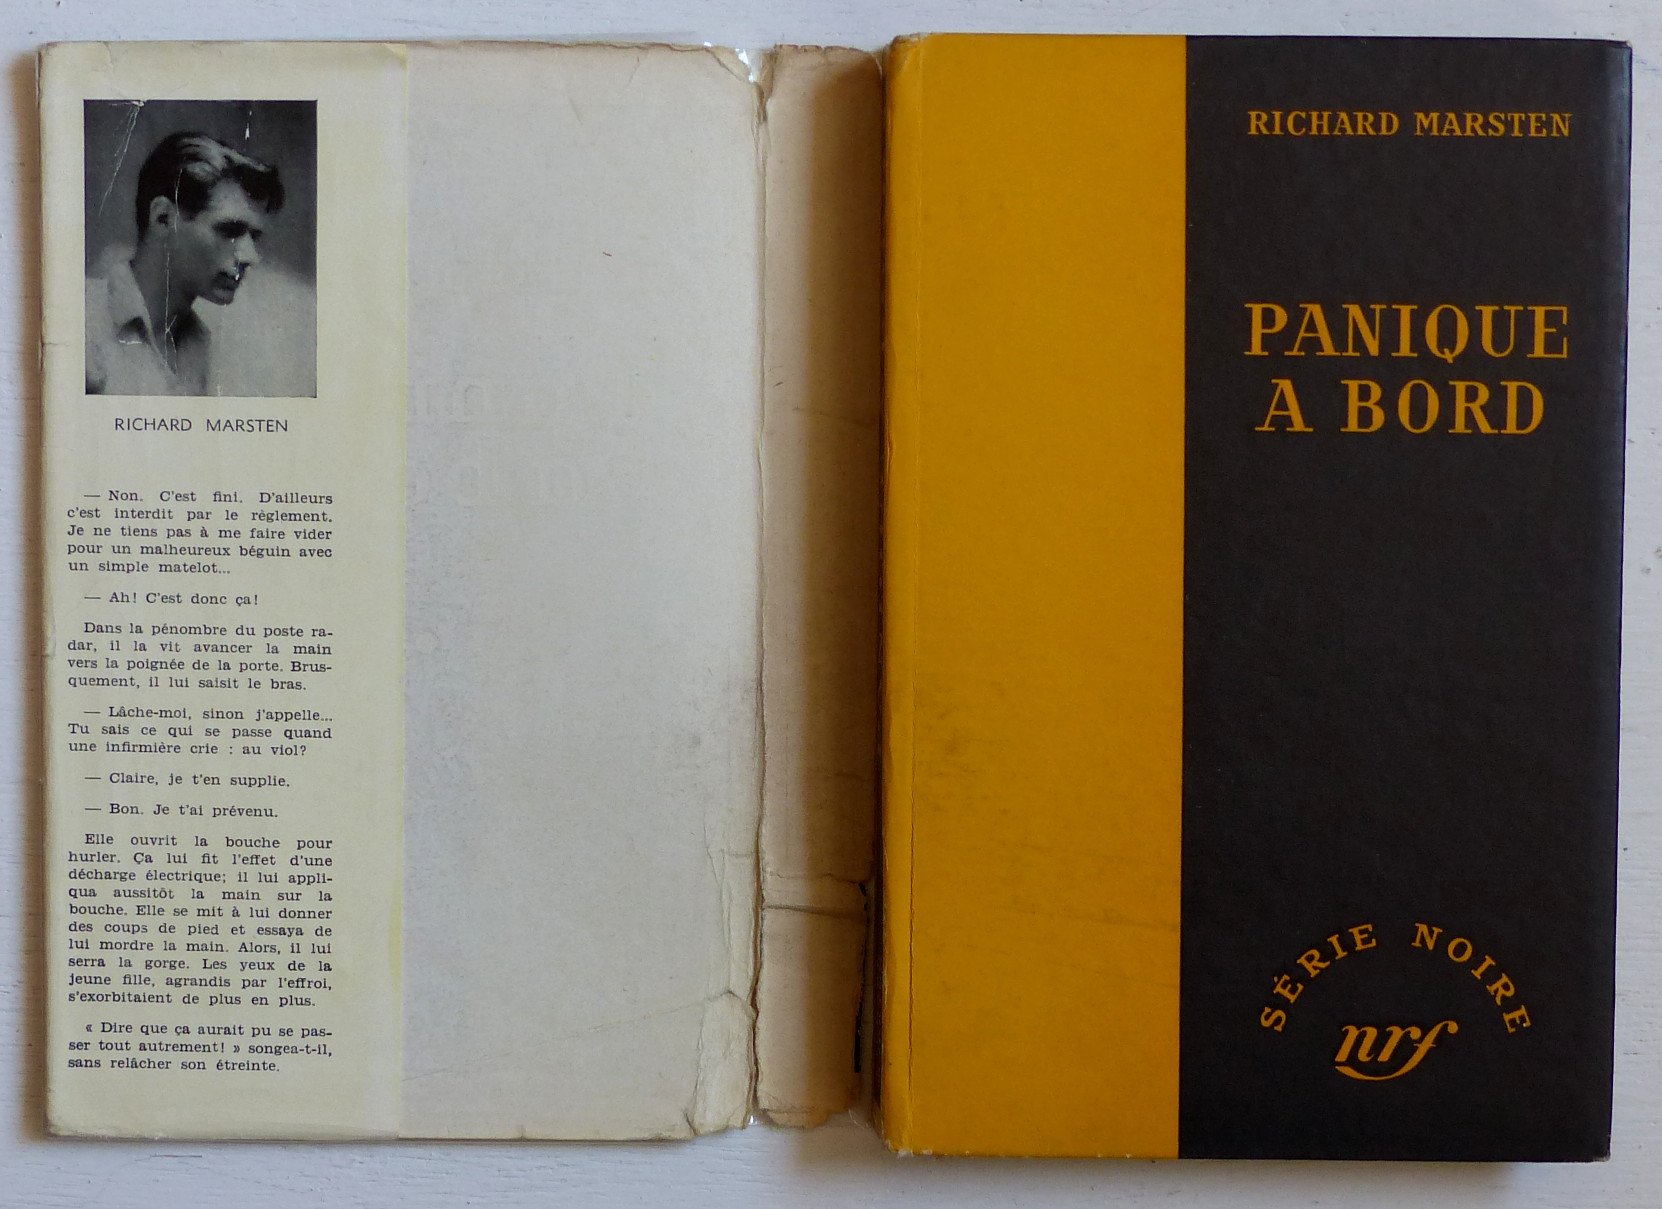 RICHARD MARSTEN
— Non. C'est fini. D'ailleurs
c'est interdit par le règlement.
Je ne tiens pas à me faire vider
pour un malheureux béguin avec
un simple matelot...
— Ah! C'est donc ça!
Dans la pénombre du poste ra-
dar, il la vit avancer la main
vers la poignée de la porte. Brus-
quement, il lui saisit le bras.
— Lâche-moi, sinon j'appelle...
Tu sais ce qui se passe quand
une infirmière crie : au viol?
— Claire, je t'en supplie.
— Bon. Je t'ai prévenu.
Elle ouvrit la bouche pour
hurler. Ça lui fit l'effet d'une
décharge électrique; il lui appli-
qua aussitôt la main sur la
bouche. Elle se mit à lui donner
des coups de pied et essaya de
lui mordre la main. Alors, il lui
serra la gorge. Les yeux de la
jeune fille, agrandis par l'effroi,
s'exorbitaient de plus en plus.
« Dire que ça aurait pu se pas-
ser tout autrement! » songea-t-il,
sans relâcher son étreinte.
RICHARD MARSTEN
PANIQUE
A BORD
SÉRIE NOIRE
nrf